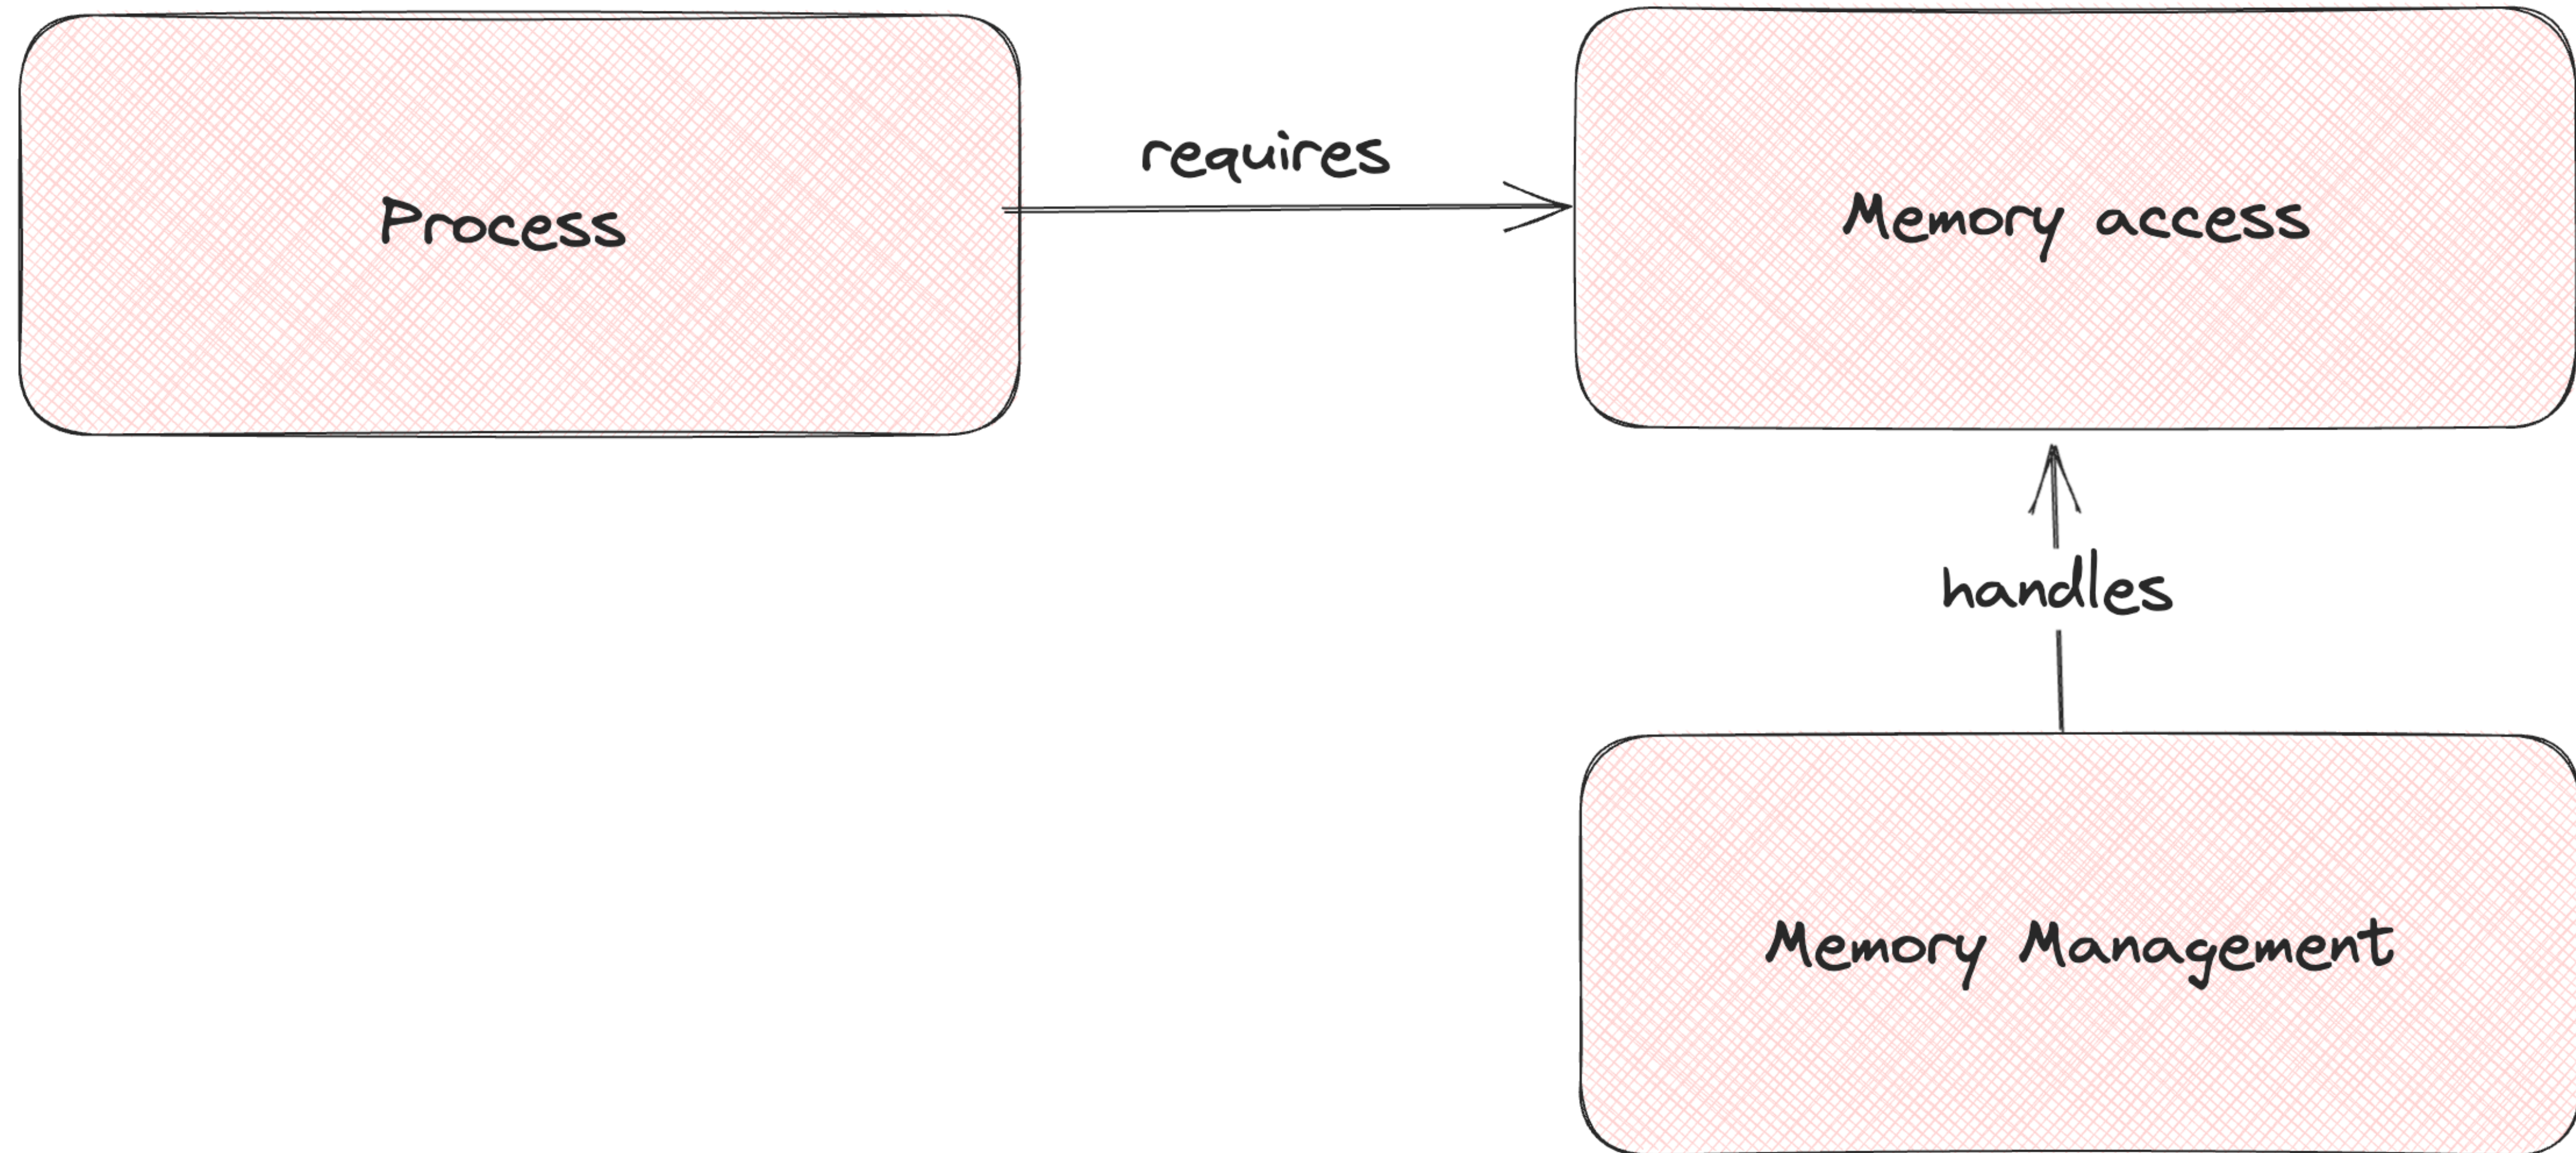 Process
requires
Memory access
handles
Memory Management